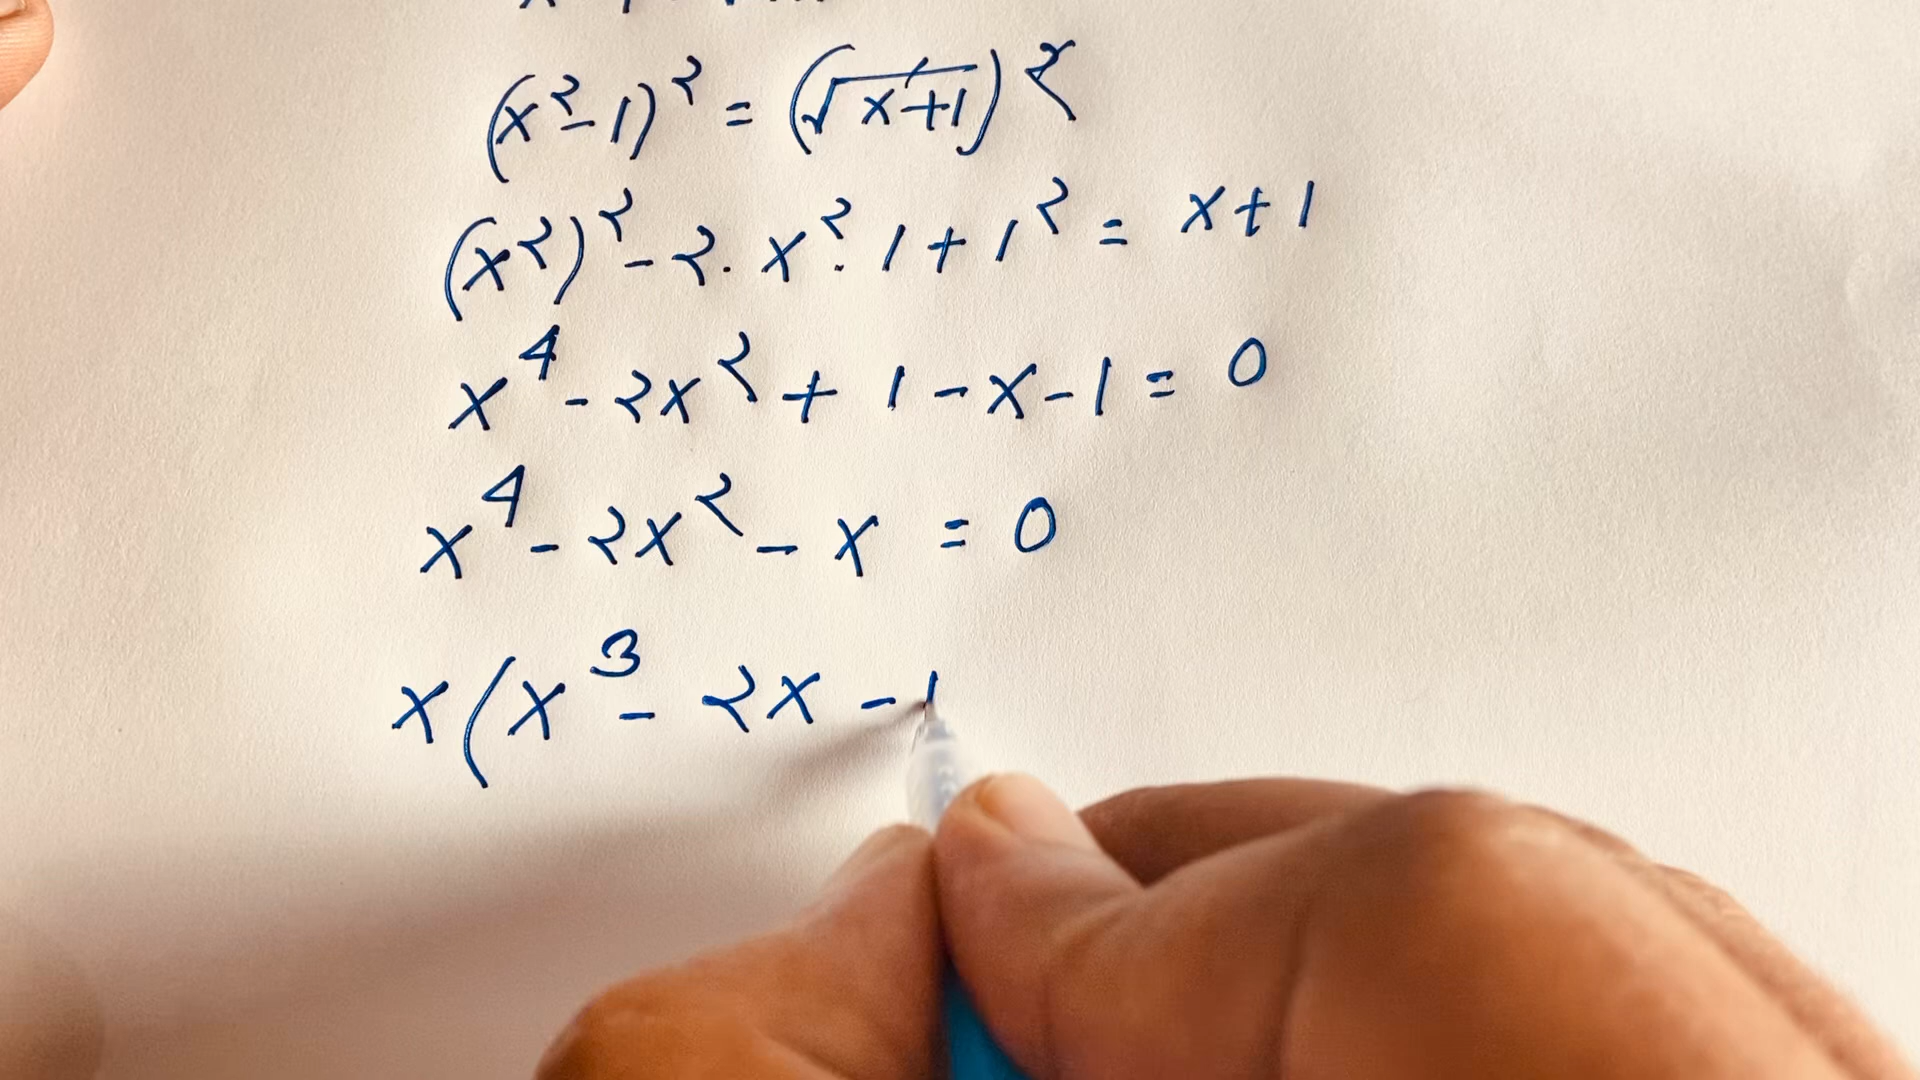 (x²-1)² = (√x+1)²
(x²)² - 2. x². 1 + 1² = x+1
x⁴ - 2x² + 1 - x - 1 = 0
x⁴ - 2x² - x = 0
x(x³ - 2x - 1